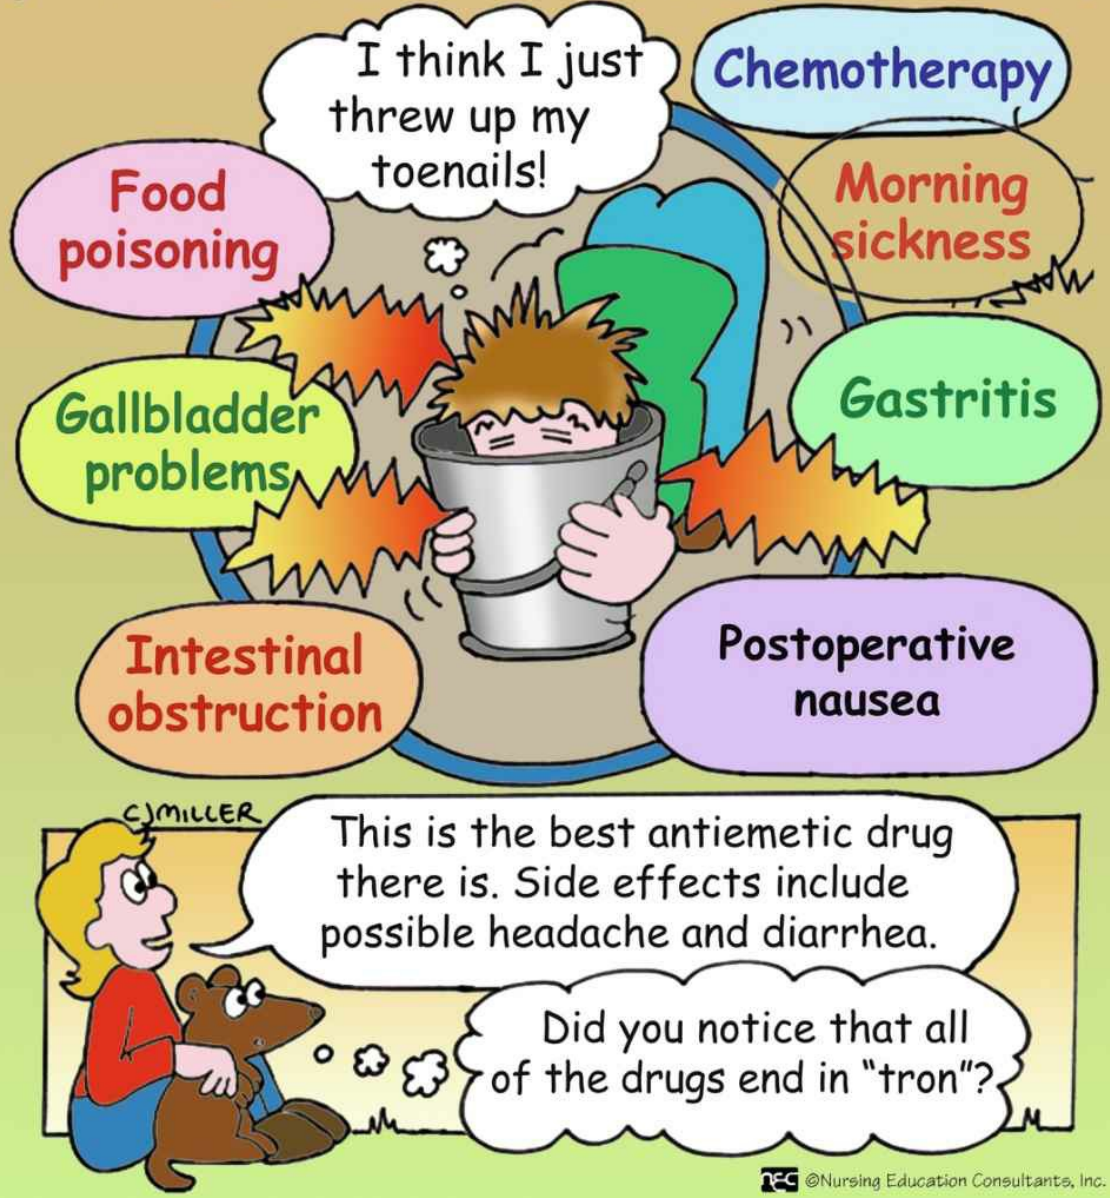 I think I just
threw up my
toenails!
Chemotherapy
Food
poisoning
Morning
sickness
Gallbladder
problems
Gastritis
Intestinal
obstruction
Postoperative
nausea
CJMILLER
This is the best antiemetic drug
there is. Side effects include
possible headache and diarrhea.
Did you notice that all
of the drugs end in "tron"?
nec ©Nursing Education Consultants, Inc.